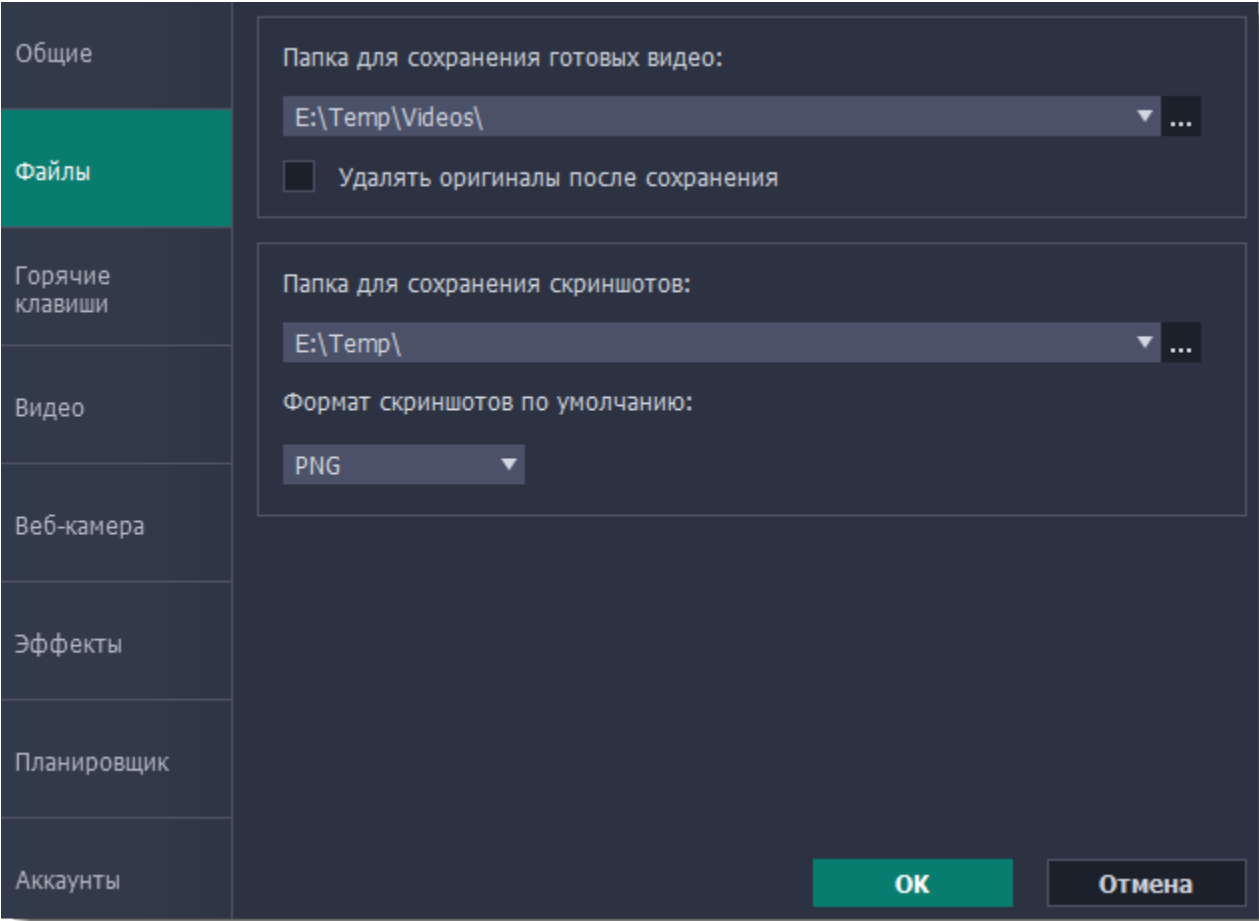 Общие
Файлы
Горячие
клавиши
Видео
Веб-камера
Эффекты
Планировщик
Аккаунты
Папка для сохранения готовых видео:
E:\Temp\Videos\
...
Удалять оригиналы после сохранения
Папка для сохранения скриншотов:
E:\Temp\
...
Формат скриншотов по умолчанию:
PNG
OK
Отмена